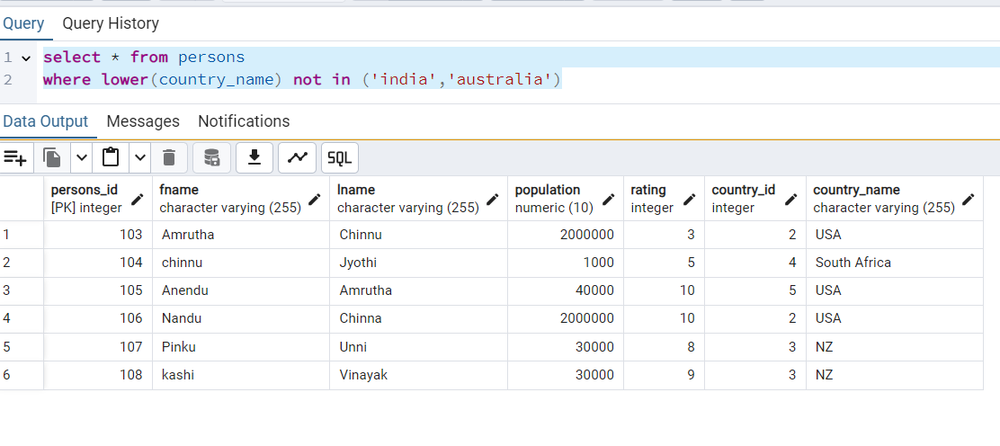 Query Query History
1 select * from persons
2 where lower(country_name) not in ('india','australia')
Data Output Messages Notifications
SQL
persons_id fname lname population rating country_id country_name
[PK] integer character varying (255) character varying (255) numeric (10) integer integer character varying (255)
1 103 Amrutha Chinnu 2000000 3 2 USA
2 104 chinnu Jyothi 1000 5 4 South Africa
3 105 Anendu Amrutha 40000 10 5 USA
4 106 Nandu Chinna 2000000 10 2 USA
5 107 Pinku Unni 30000 8 3 NZ
6 108 kashi Vinayak 30000 9 3 NZ